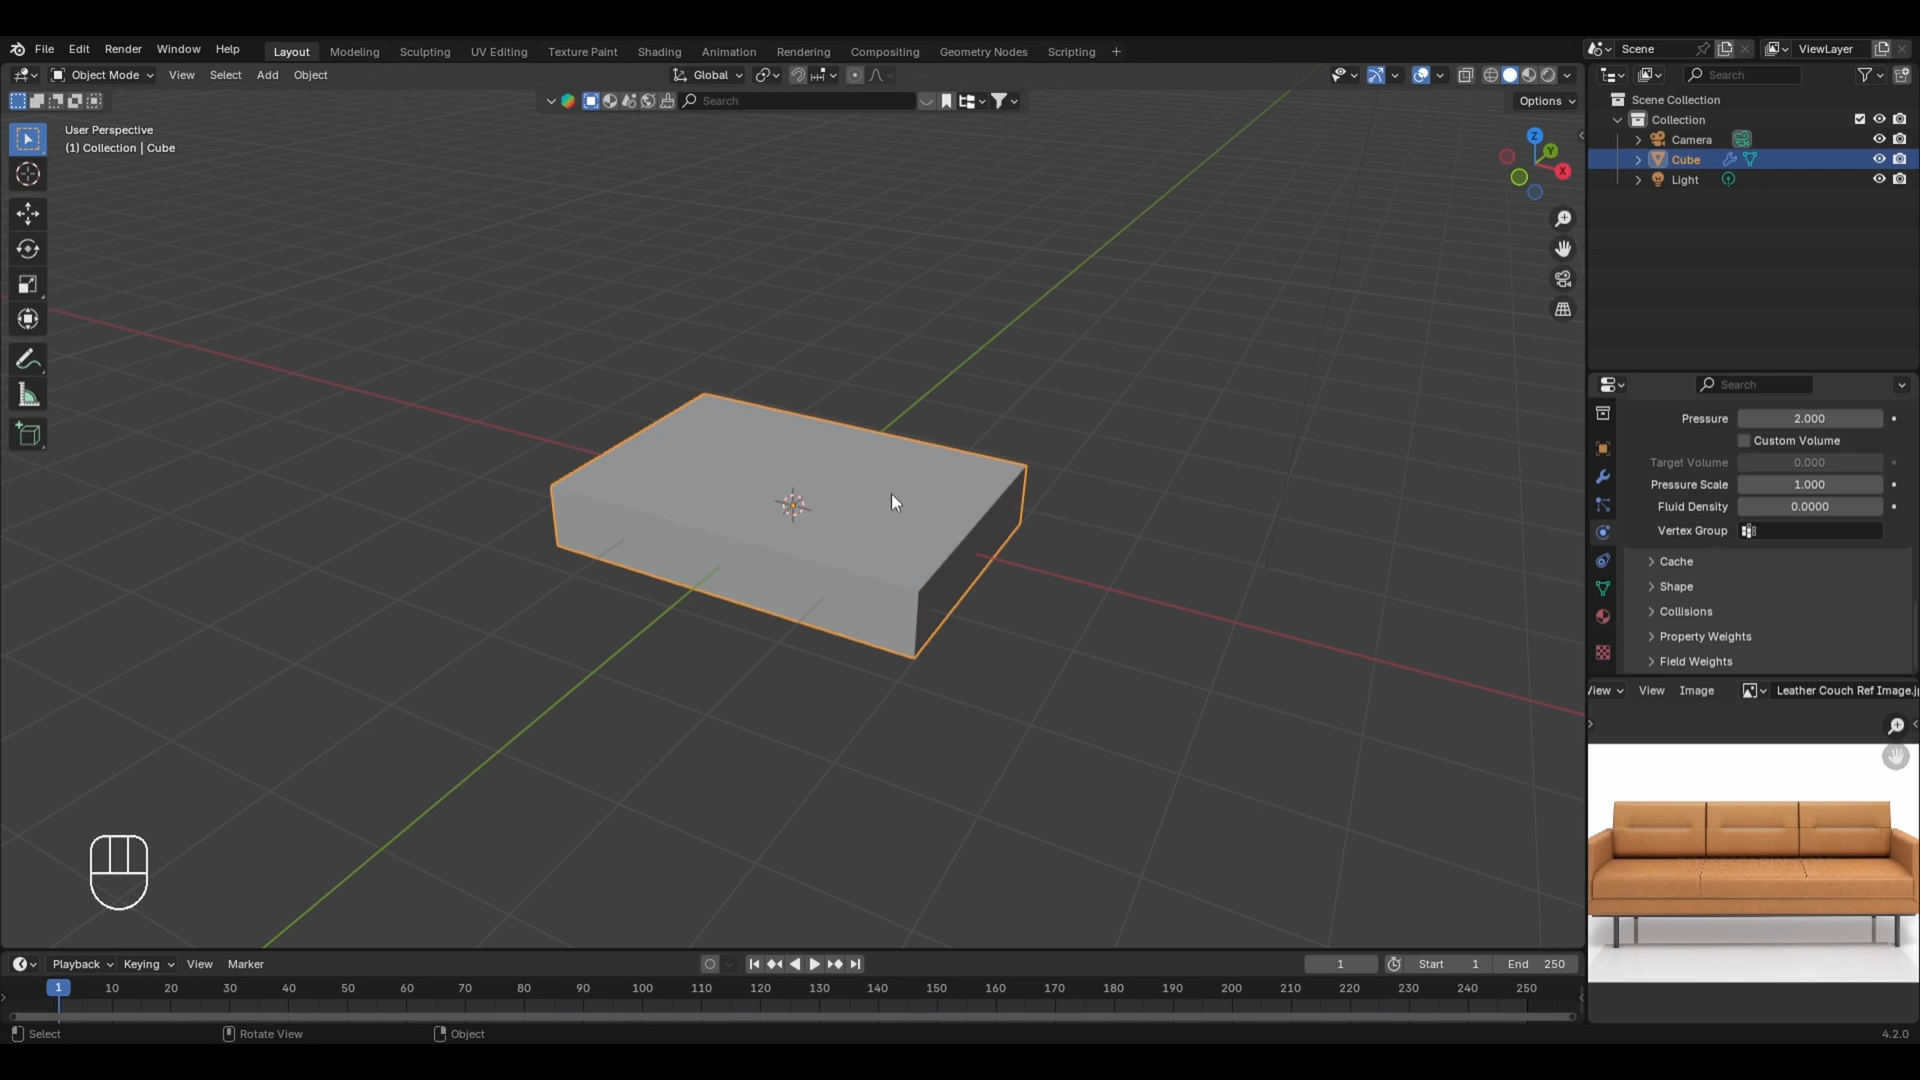 File Edit Render Window Help Layout Modeling Sculpting UV Editing Texture Paint Shading Animation Rendering Compositing Geometry Nodes Scripting + Scene ViewLayer
Object Mode View Select Add Object Global Search
Search Options
User Perspective
(1) Collection | Cube
Z
Y
X
Scene Collection
Collection
Camera
Cube
Light
Search
Pressure 2.000
Custom Volume
Target Volume 0.000
Pressure Scale 1.000
Fluid Density 0.0000
Vertex Group
Cache
Shape
Collisions
Property Weights
Field Weights
View View Image Leather Couch Ref Image.j
Playback Keying View Marker 1 Start 1 End 250
1 10 20 30 40 50 60 70 80 90 100 110 120 130 140 150 160 170 180 190 200 210 220 230 240 250
Select Rotate View Object 4.2.0